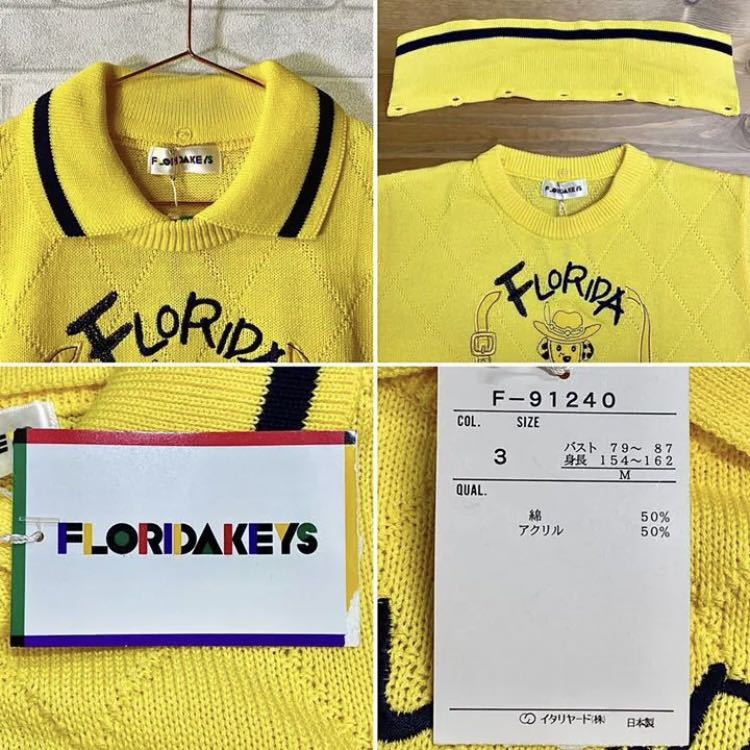 FLORIDAKEYS
FLORIDA
FLORIDAKEYS
FLORIDA
E
FLORIDAKEYS
F-91240
COL. SIZE
3 バスト 79～ 87
身長 154～162
M
QUAL.
綿 50%
アクリル 50%
イタリヤード(株) 日本製